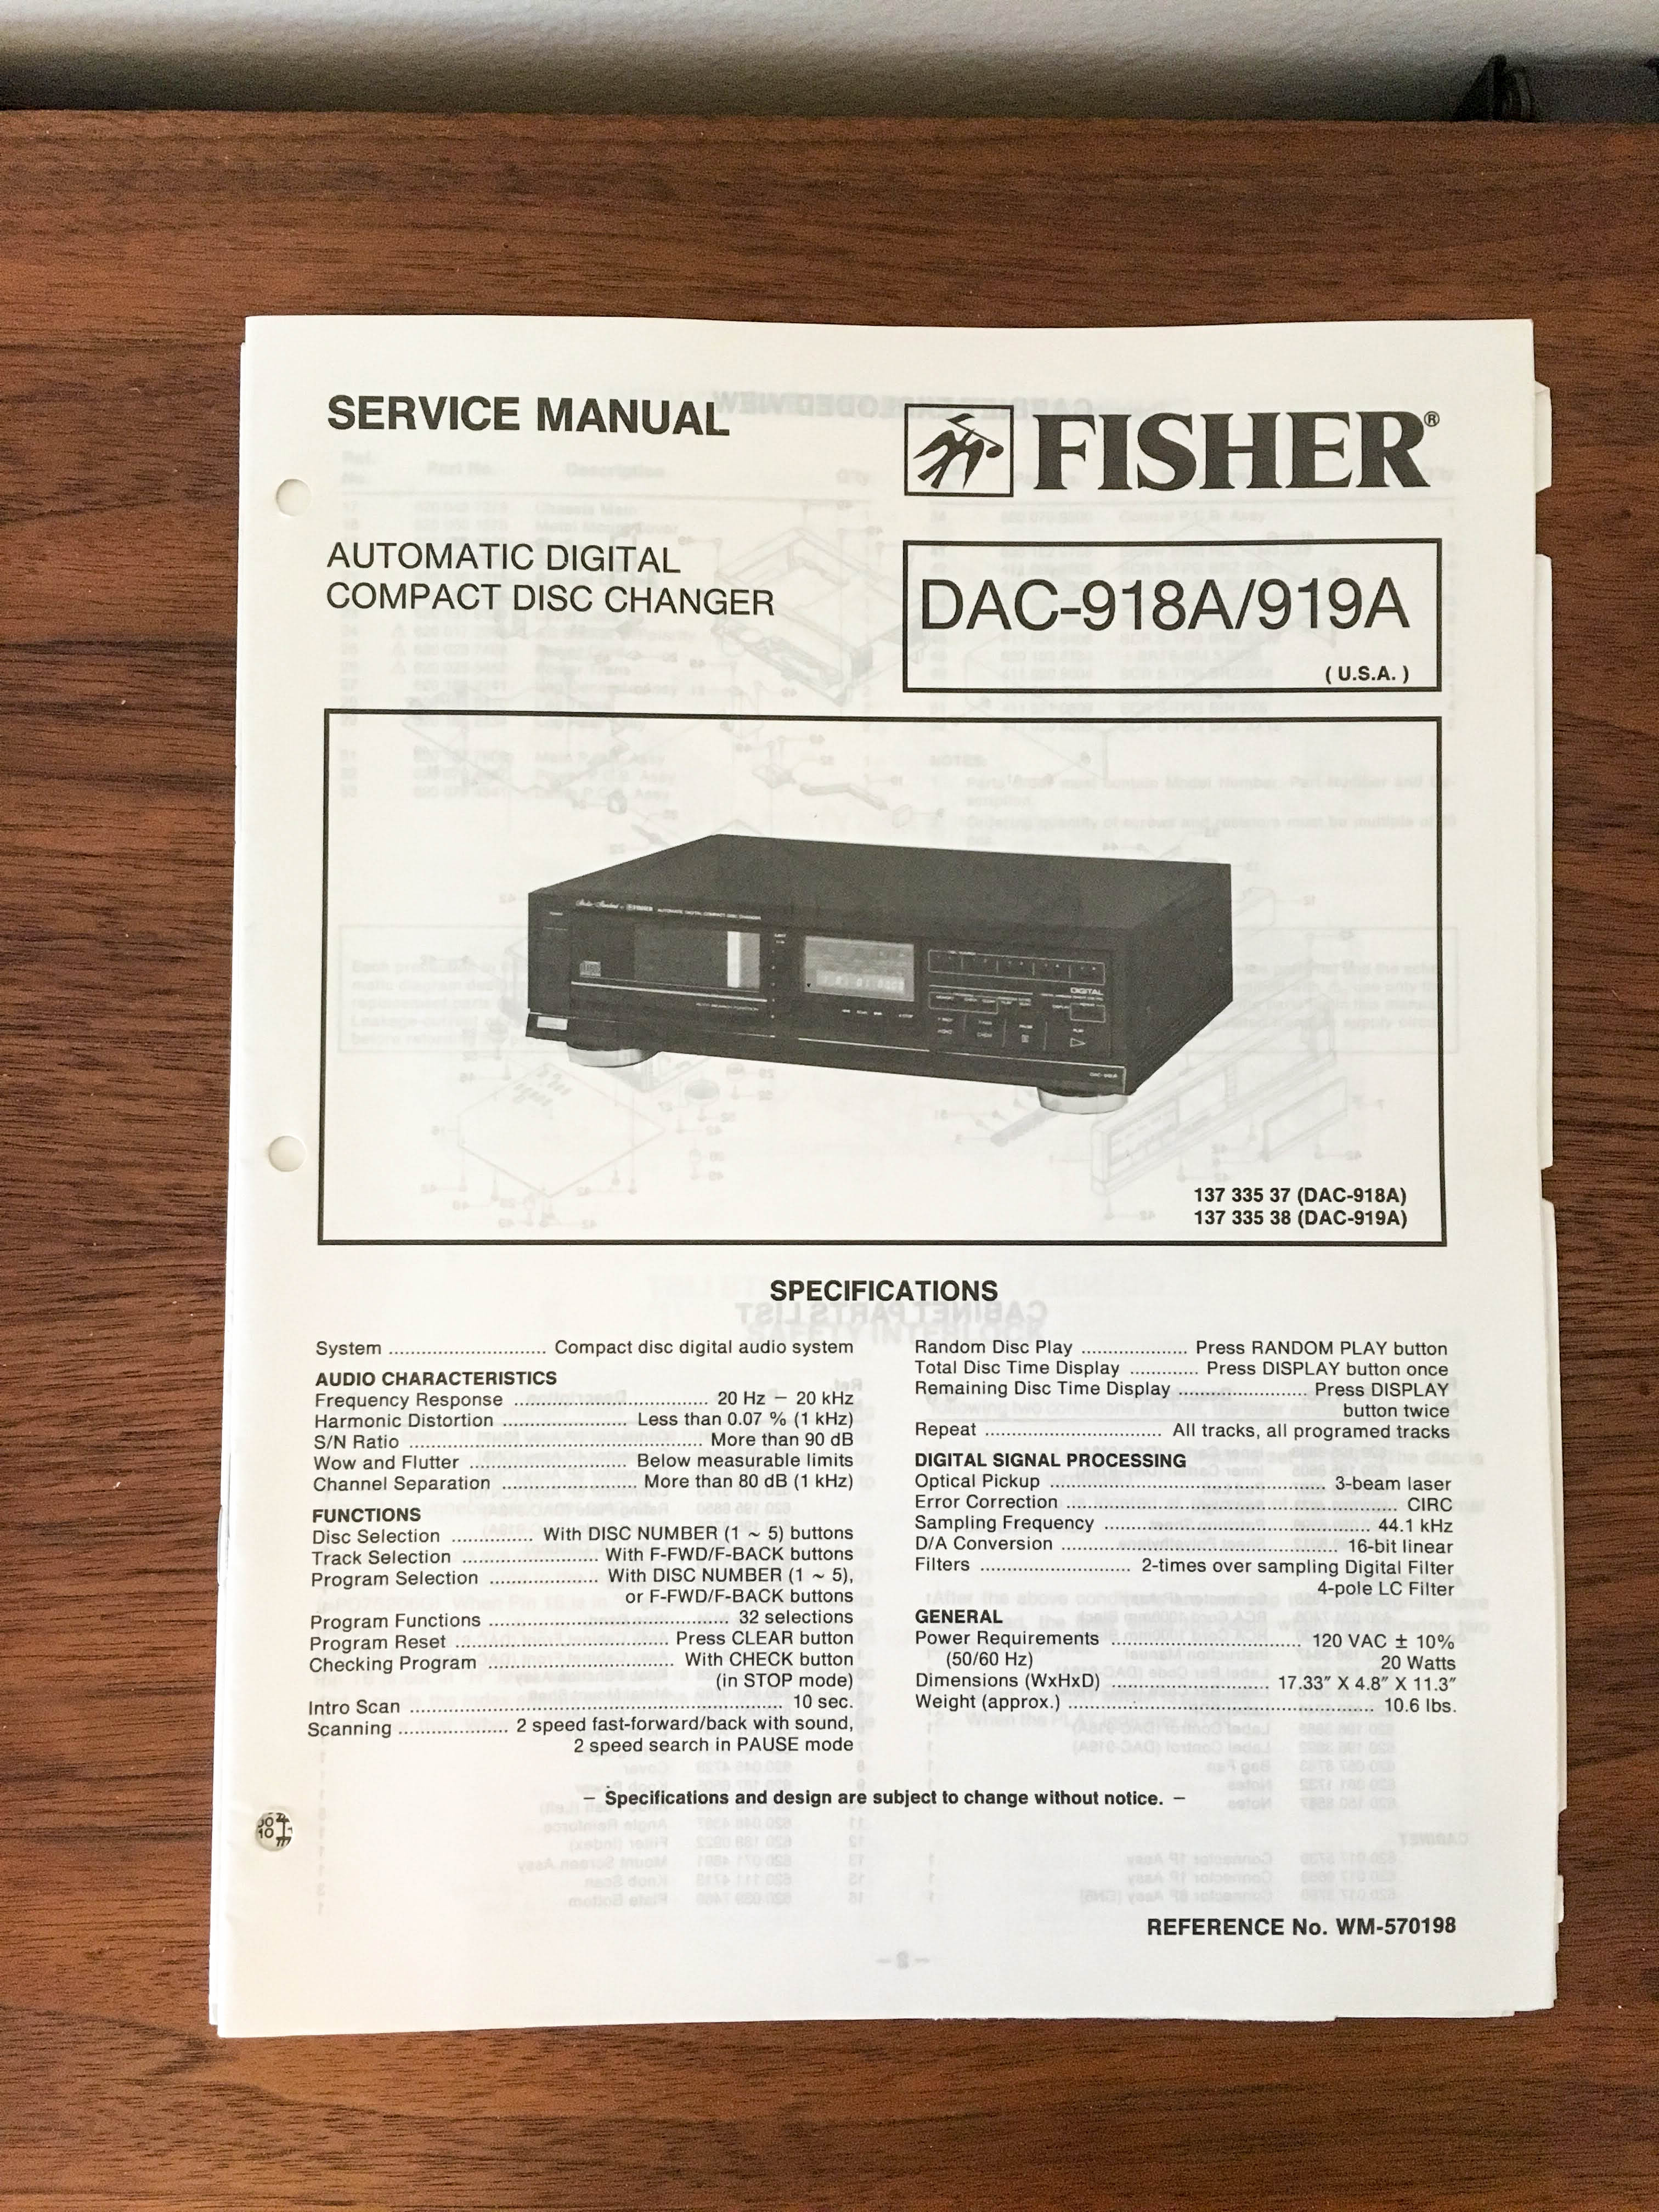 SERVICE MANUAL
FISHER®
AUTOMATIC DIGITAL
COMPACT DISC CHANGER
DAC-918A/919A
( U.S.A. )
FISHER AUTOMATIC DIGITAL COMPACT DISC CHANGER
DIGITAL
137 335 37 (DAC-918A)
137 335 38 (DAC-919A)
SPECIFICATIONS
System ............................ Compact disc digital audio system
AUDIO CHARACTERISTICS
Frequency Response ................................... 20 Hz — 20 kHz
Harmonic Distortion ...................... Less than 0.07 % (1 kHz)
S/N Ratio .................................................... More than 90 dB
Wow and Flutter ............................ Below measurable limits
Channel Separation ........................... More than 80 dB (1 kHz)
FUNCTIONS
Disc Selection ................ With DISC NUMBER (1 ~ 5) buttons
Track Selection ........................ With F-FWD/F-BACK buttons
Program Selection ................... With DISC NUMBER (1 ~ 5),
or F-FWD/F-BACK buttons
Program Functions ........................................... 32 selections
Program Reset ...................................... Press CLEAR button
Checking Program ................................. With CHECK button
(in STOP mode)
Intro Scan .................................................................... 10 sec.
Scanning .................... 2 speed fast-forward/back with sound,
2 speed search in PAUSE mode
Random Disc Play ................... Press RANDOM PLAY button
Total Disc Time Display ............ Press DISPLAY button once
Remaining Disc Time Display ....................... Press DISPLAY
button twice
Repeat ............................... All tracks, all programed tracks
DIGITAL SIGNAL PROCESSING
Optical Pickup ............................................ 3-beam laser
Error Correction .......................................................... CIRC
Sampling Frequency ............................................... 44.1 kHz
D/A Conversion ................................................. 16-bit linear
Filters ........................... 2-times over sampling Digital Filter
4-pole LC Filter
GENERAL
Power Requirements .................................. 120 VAC ± 10%
(50/60 Hz) 20 Watts
Dimensions (WxHxD) ............................ 17.33″ X 4.8″ X 11.3″
Weight (approx.) ........................................................ 10.6 lbs.
— Specifications and design are subject to change without notice. —
REFERENCE No. WM-570198